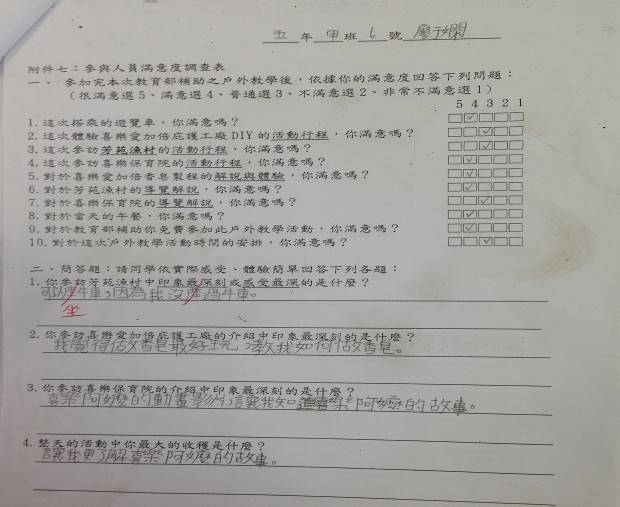 五 年 甲 班 6 號 廖于嫺
附件七：參與人員滿意度調查表
一、 參加完本次教育部補助之戶外教學後，依據你的滿意度回答下列問題：
（很滿意選5、滿意選4、普通選3、不滿意選2、非常不滿意選1）
5 4 3 2 1
1. 這次搭乘的遊覽車，你滿意嗎？ □☑□□□
2. 這次體驗喜樂愛加倍庇護工廠 DIY 的活動行程，你滿意嗎？ □□☑□□
3. 這次參訪芳苑漁村的活動行程，你滿意嗎？ □□☑□□
4. 這次參訪喜樂保育院的活動行程，你滿意嗎？ □☑□□□
5. 對於喜樂愛加倍香皂製程的解說與體驗，你滿意嗎？ □☑□□□
6. 對於芳苑漁村的導覽解說，你滿意嗎？ □☑□□□
7. 對於喜樂保育院的導覽解說，你滿意嗎？ □□☑□□
8. 對於當天的午餐，你滿意嗎？ □☑□□□
9. 對於教育部補助你免費參加此戶外教學活動，你滿意嗎？ □☑□□□
10. 對於這次戶外教學活動時間的安排，你滿意嗎？ □□☑□□
二、簡答題：請同學依實際感受、體驗簡單回答下列各題：
1. 你參訪芳苑漁村中印象最深刻或感受最深的是什麼？
牛車，因為我沒 過牛車。
坐
2. 你參訪喜樂愛加倍庇護工廠的介紹中印象最深刻的是什麼？
我覺得做香皂最好玩，教我如何做香皂。
3. 你參訪喜樂保育院的介紹中印象最深刻的是什麼？
喜樂阿嬤的動畫影片，讓我知道喜樂阿嬤的故事。
4. 整天的活動中你最大的收穫是什麼？
讓我更了解喜樂阿嬤的故事。